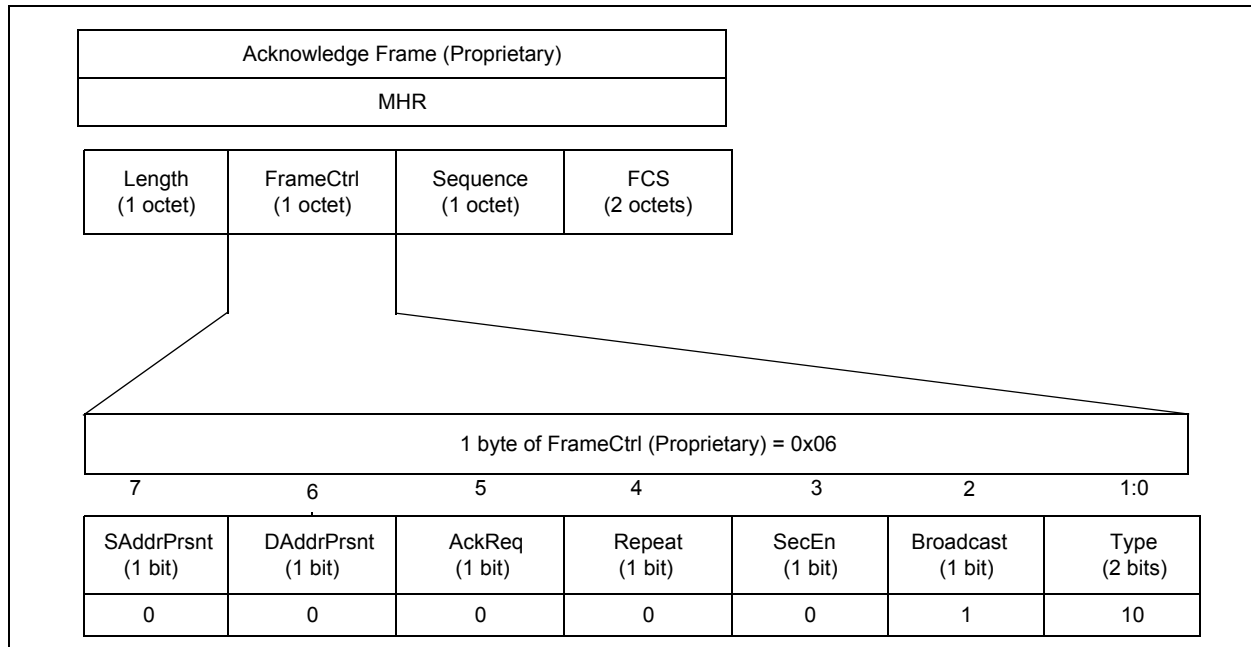 Acknowledge Frame (Proprietary)
MHR
Length
(1 octet)
FrameCtrl
(1 octet)
Sequence
(1 octet)
FCS
(2 octets)
1 byte of FrameCtrl (Proprietary) = 0x06
7 6 5 4 3 2 1:0
SAddrPrsnt
(1 bit)
DAddrPrsnt
(1 bit)
AckReq
(1 bit)
Repeat
(1 bit)
SecEn
(1 bit)
Broadcast
(1 bit)
Type
(2 bits)
0 0 0 0 0 1 10